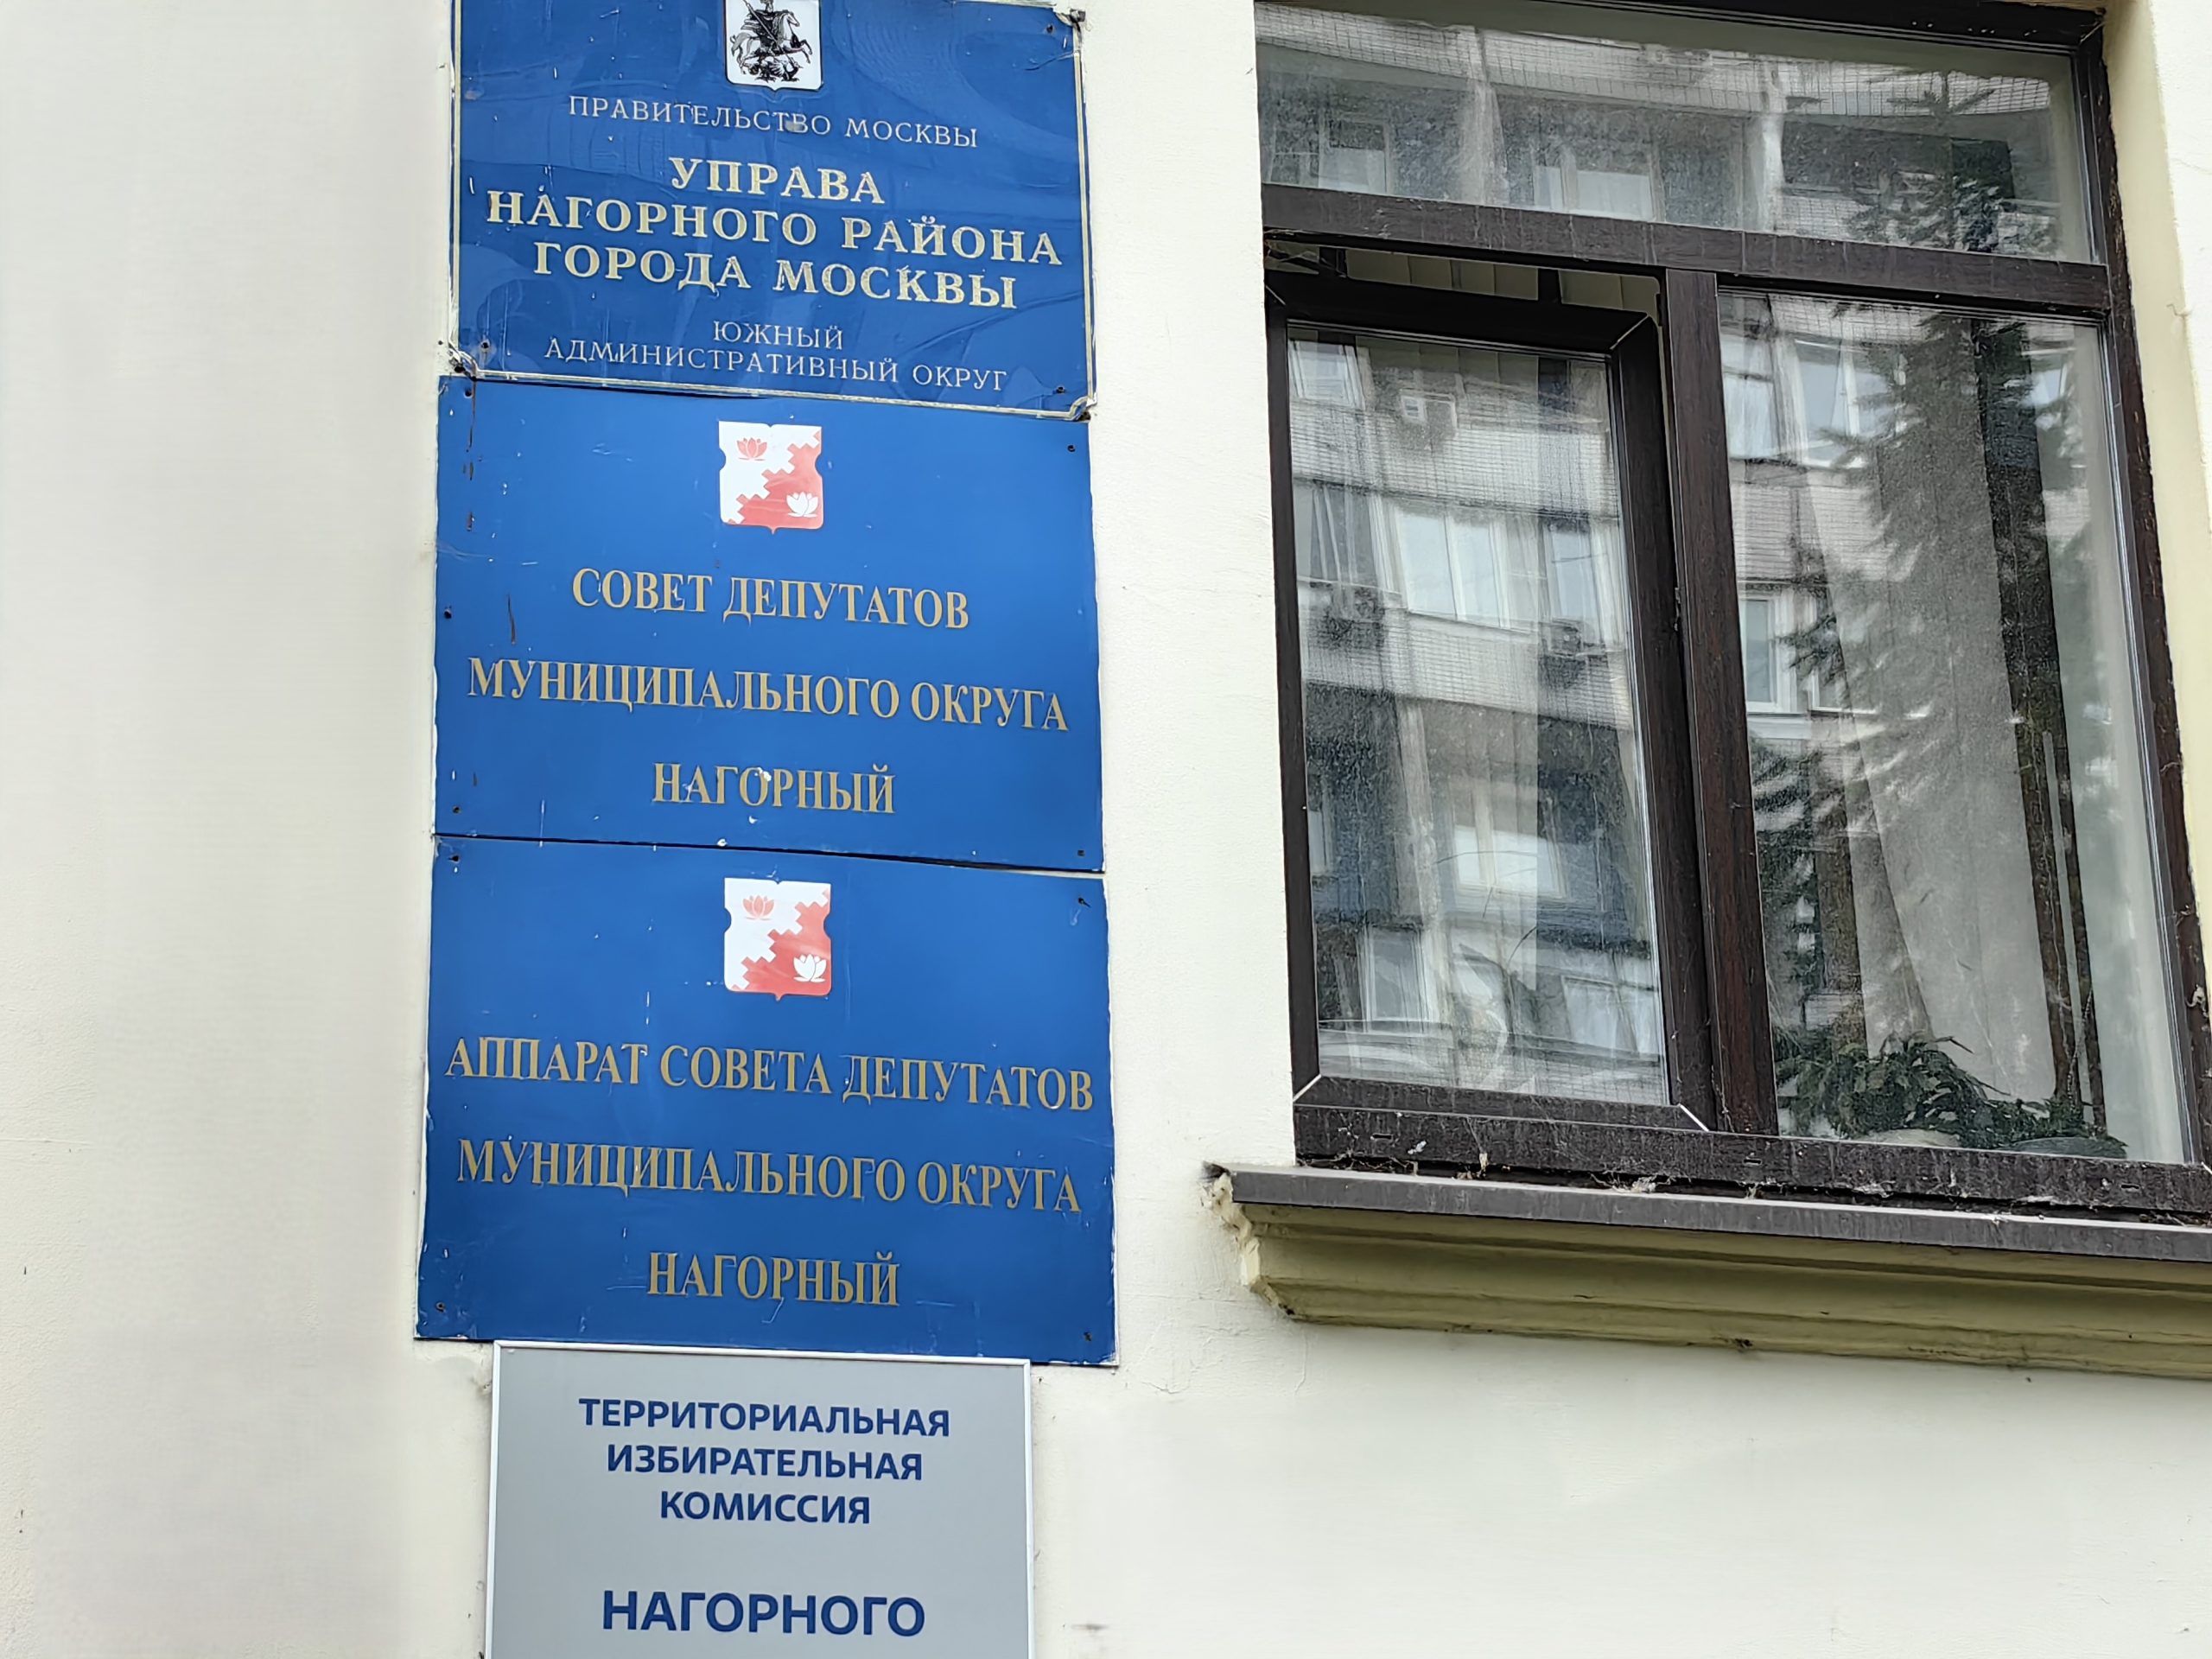 ПРАВИТЕЛЬСТВО МОСКВЫ
УПРАВА
НАГОРНОГО РАЙОНА
ГОРОДА МОСКВЫ
ЮЖНЫЙ
АДМИНИСТРАТИВНЫЙ ОКРУГ
СОВЕТ ДЕПУТАТОВ
МУНИЦИПАЛЬНОГО ОКРУГА
НАГОРНЫЙ
АППАРАТ СОВЕТА ДЕПУТАТОВ
МУНИЦИПАЛЬНОГО ОКРУГА
НАГОРНЫЙ
ТЕРРИТОРИАЛЬНАЯ
ИЗБИРАТЕЛЬНАЯ
КОМИССИЯ
НАГОРНОГО